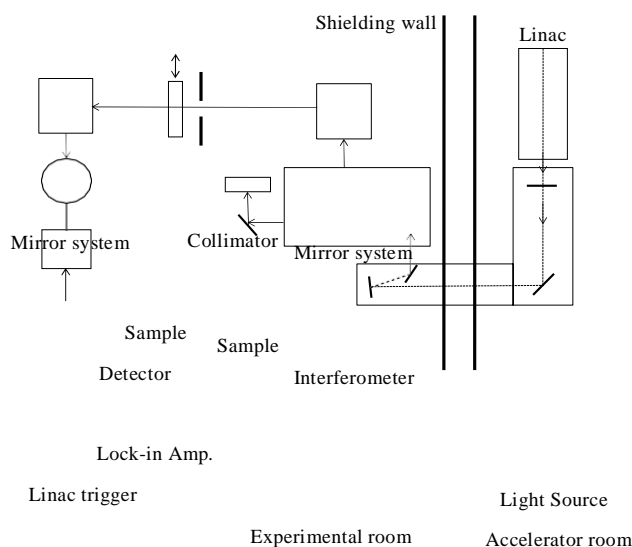 Shielding wall
Linac
Mirror system
Collimator
Mirror system
Sample
Sample
Detector
Interferometer
Lock-in Amp.
Linac trigger
Light Source
Experimental room
Accelerator room